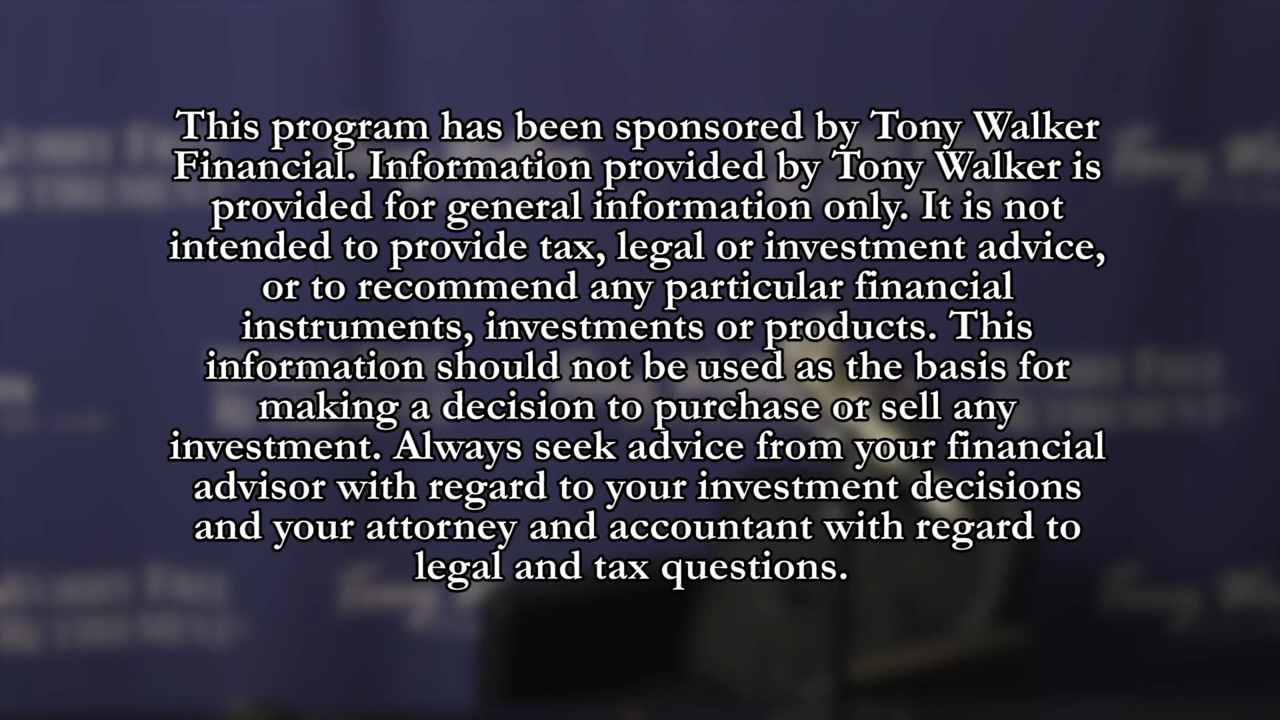 This program has been sponsored by Tony Walker
Financial. Information provided by Tony Walker is
provided for general information only. It is not
intended to provide tax, legal or investment advice,
or to recommend any particular financial
instruments, investments or products. This
information should not be used as the basis for
making a decision to purchase or sell any
investment. Always seek advice from your financial
advisor with regard to your investment decisions
and your attorney and accountant with regard to
legal and tax questions.